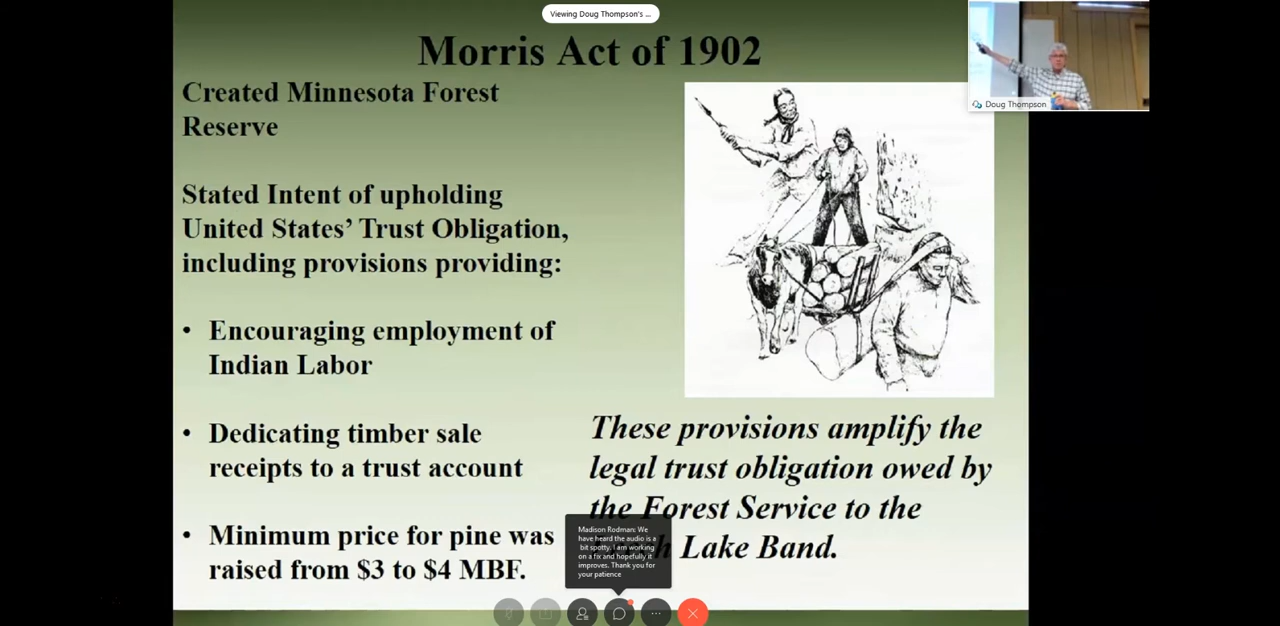 Viewing Doug Thompson's ...
Morris Act of 1902
Doug Thompson
Created Minnesota Forest
Reserve
Stated Intent of upholding
United States' Trust Obligation,
including provisions providing:
• Encouraging employment of
Indian Labor
• Dedicating timber sale
receipts to a trust account
• Minimum price for pine was
raised from $3 to $4 MBF.
These provisions amplify the
legal trust obligation owed by
the Forest Service to the
Lake Band.
Madison Rodman: We
have heard the audio is a
bit spotty. I am working
on a fix and hopefully it
improves. Thank you for
your patience